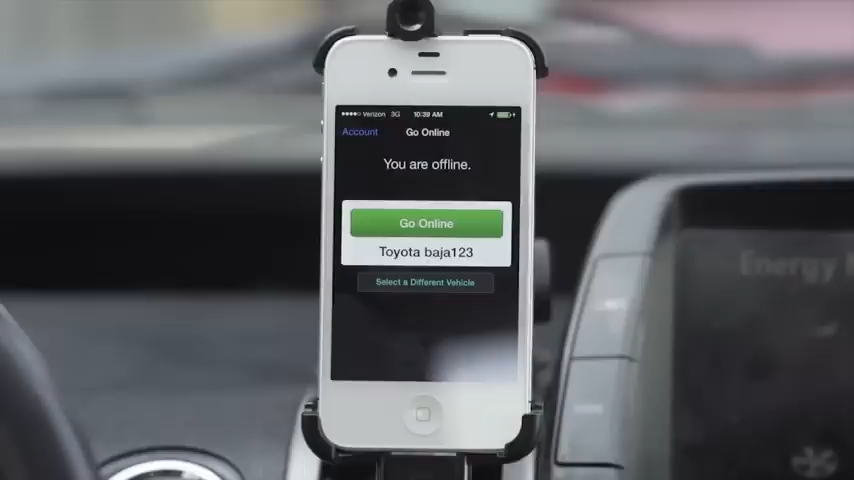 Verizon 3G 10:39 AM
Account Go Online
You are offline.
Go Online
Toyota baja123
Select a Different Vehicle
Energy